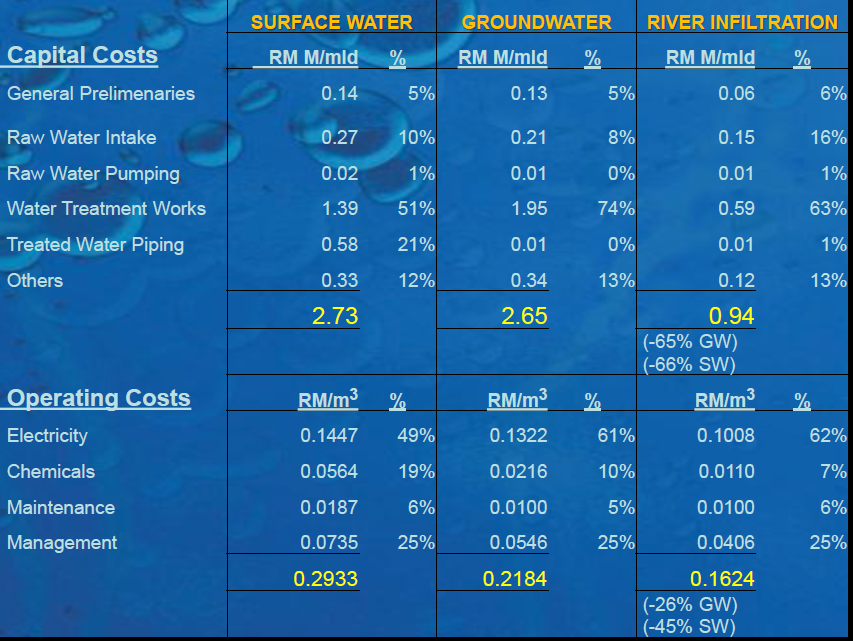 SURFACE WATER GROUNDWATER RIVER INFILTRATION
Capital Costs RM M/mld % RM M/mld % RM M/mld %
General Prelimenaries 0.14 5% 0.13 5% 0.06 6%
Raw Water Intake 0.27 10% 0.21 8% 0.15 16%
Raw Water Pumping 0.02 1% 0.01 0% 0.01 1%
Water Treatment Works 1.39 51% 1.95 74% 0.59 63%
Treated Water Piping 0.58 21% 0.01 0% 0.01 1%
Others 0.33 12% 0.34 13% 0.12 13%
2.73 2.65 0.94
(-65% GW)
(-66% SW)
Operating Costs RM/m³ % RM/m³ % RM/m³ %
Electricity 0.1447 49% 0.1322 61% 0.1008 62%
Chemicals 0.0564 19% 0.0216 10% 0.0110 7%
Maintenance 0.0187 6% 0.0100 5% 0.0100 6%
Management 0.0735 25% 0.0546 25% 0.0406 25%
0.2933 0.2184 0.1624
(-26% GW)
(-45% SW)